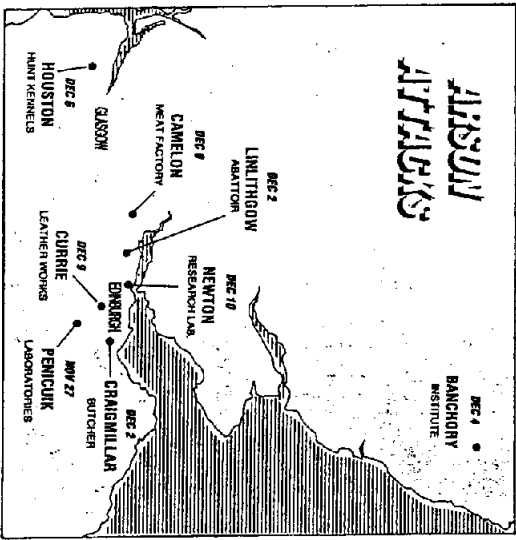 ARSON
ATTACKS
DEC 4
BANCHORY
INSTITUTE
DEC 2
LINLITHGOW
ABATTOIR
DEC 10
NEWTON
RESEARCH LAB.
DEC 8
CAMELON
MEAT FACTORY
GLASGOW
EDINBURGH
DEC 2
CRAIGMILLAR
BUTCHER
DEC 6
HOUSTON
HUNT KENNELS
DEC 9
CURRIE
LEATHER WORKS
NOV 27
PENICUIK
LABORATORIES